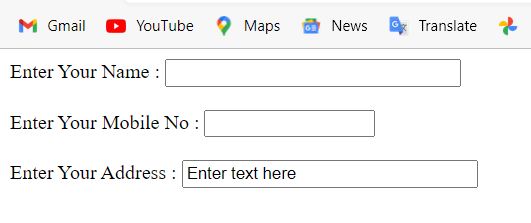 Gmail YouTube Maps News Translate
Enter Your Name :
Enter Your Mobile No :
Enter Your Address : Enter text here